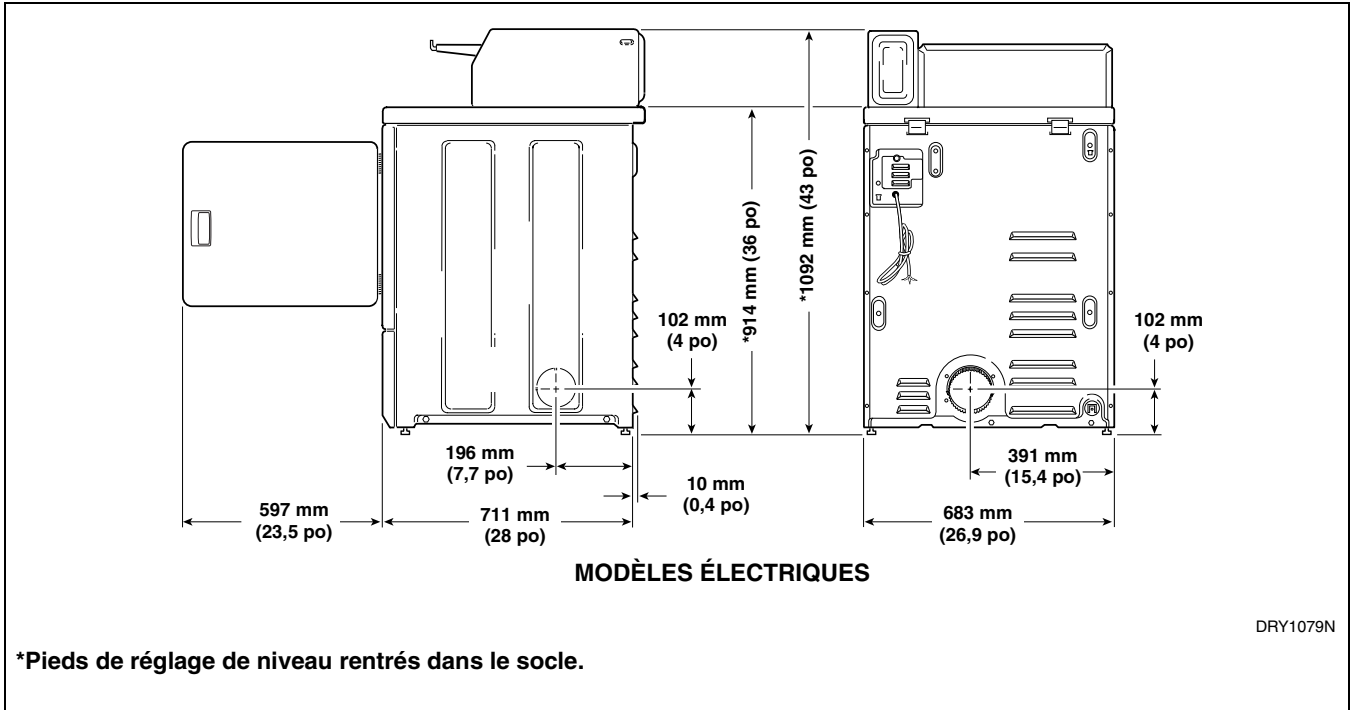 *914 mm (36 po)
*1092 mm (43 po)
102 mm
(4 po)
102 mm
(4 po)
196 mm
(7,7 po)
10 mm
(0,4 po)
391 mm
(15,4 po)
597 mm
(23,5 po)
711 mm
(28 po)
683 mm
(26,9 po)
MODÈLES ÉLECTRIQUES
DRY1079N
*Pieds de réglage de niveau rentrés dans le socle.